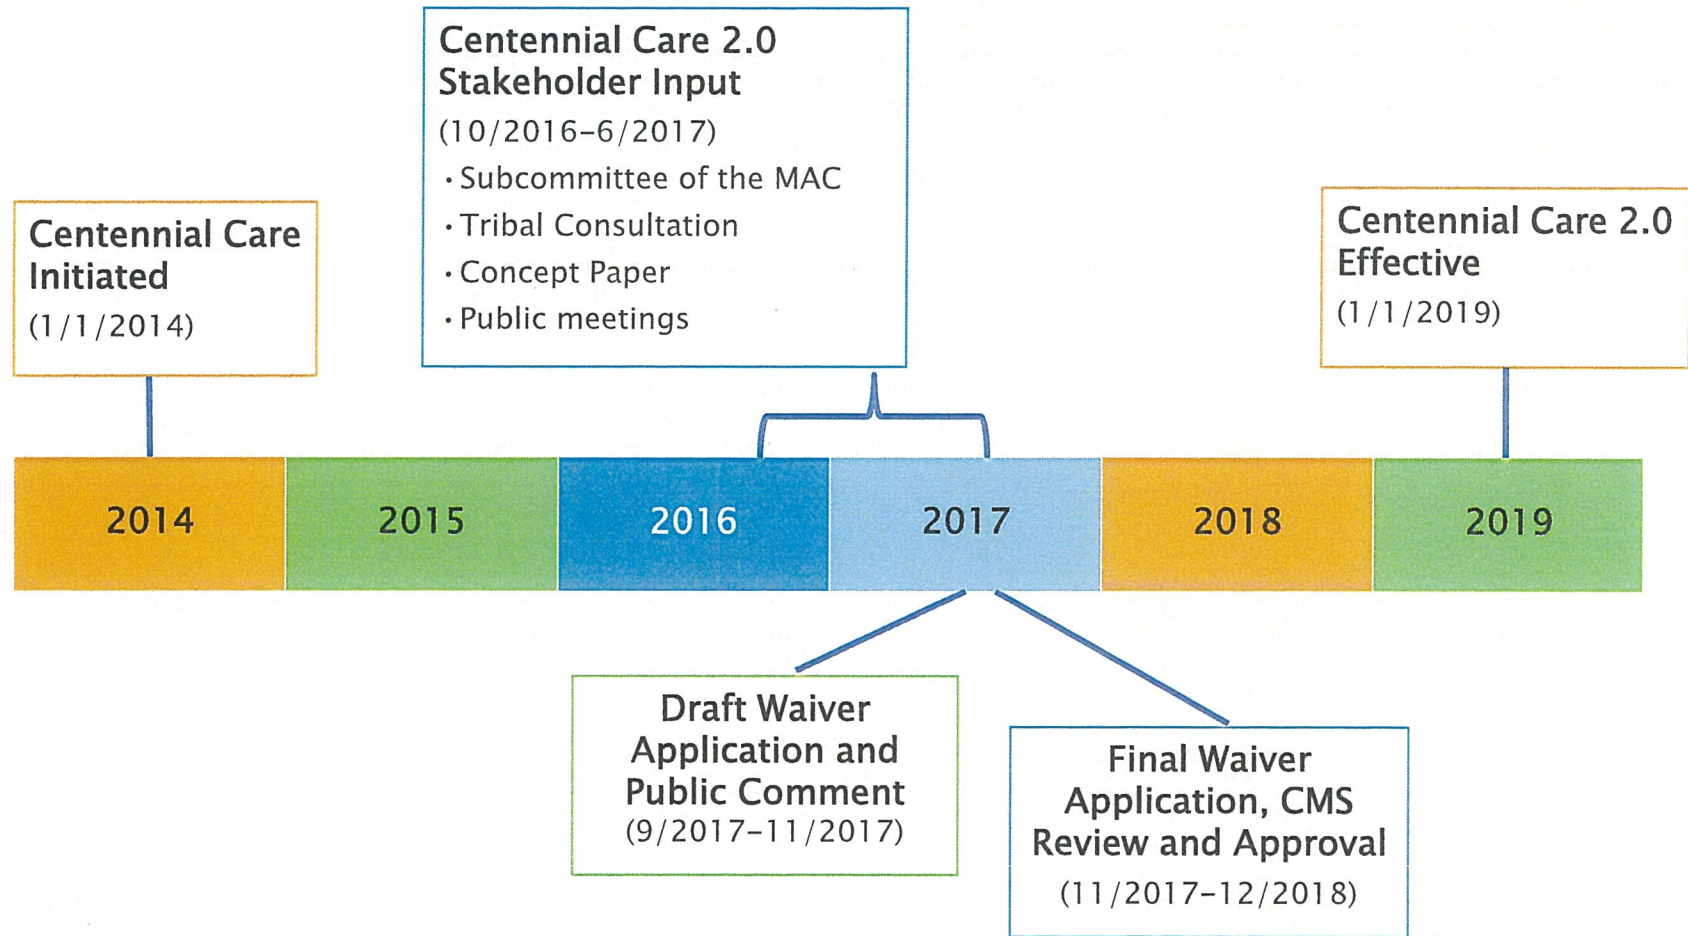 Centennial Care 2.0
Stakeholder Input
(10/2016–6/2017)
· Subcommittee of the MAC
· Tribal Consultation
· Concept Paper
· Public meetings
Centennial Care
Initiated
(1/1/2014)
Centennial Care 2.0
Effective
(1/1/2019)
2014
2015
2016
2017
2018
2019
Draft Waiver
Application and
Public Comment
(9/2017–11/2017)
Final Waiver
Application, CMS
Review and Approval
(11/2017–12/2018)